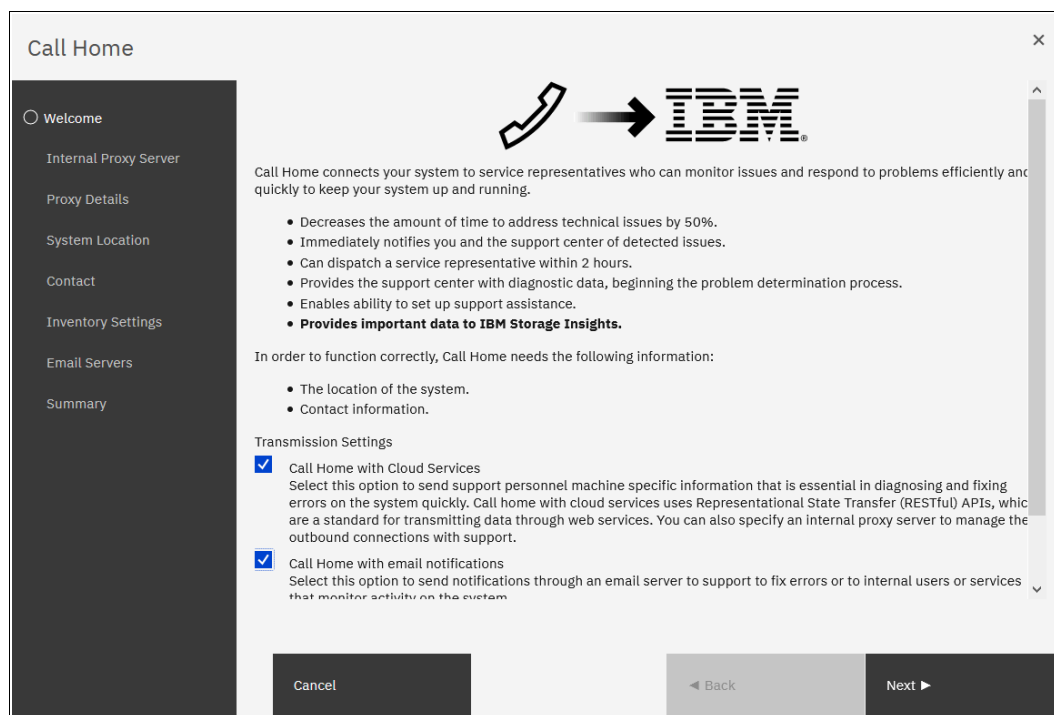 Call Home
Welcome
Internal Proxy Server
Proxy Details
System Location
Contact
Inventory Settings
Email Servers
Summary
IBM®
Call Home connects your system to service representatives who can monitor issues and respond to problems efficiently and
quickly to keep your system up and running.
• Decreases the amount of time to address technical issues by 50%.
• Immediately notifies you and the support center of detected issues.
• Can dispatch a service representative within 2 hours.
• Provides the support center with diagnostic data, beginning the problem determination process.
• Enables ability to set up support assistance.
• Provides important data to IBM Storage Insights.
In order to function correctly, Call Home needs the following information:
• The location of the system.
• Contact information.
Transmission Settings
Call Home with Cloud Services
Select this option to send support personnel machine specific information that is essential in diagnosing and fixing
errors on the system quickly. Call home with cloud services uses Representational State Transfer (RESTful) APIs, whic
are a standard for transmitting data through web services. You can also specify an internal proxy server to manage the
outbound connections with support.
Call Home with email notifications
Select this option to send notifications through an email server to support to fix errors or to internal users or services
that monitor activity on the system
Cancel
◄ Back
Next ►